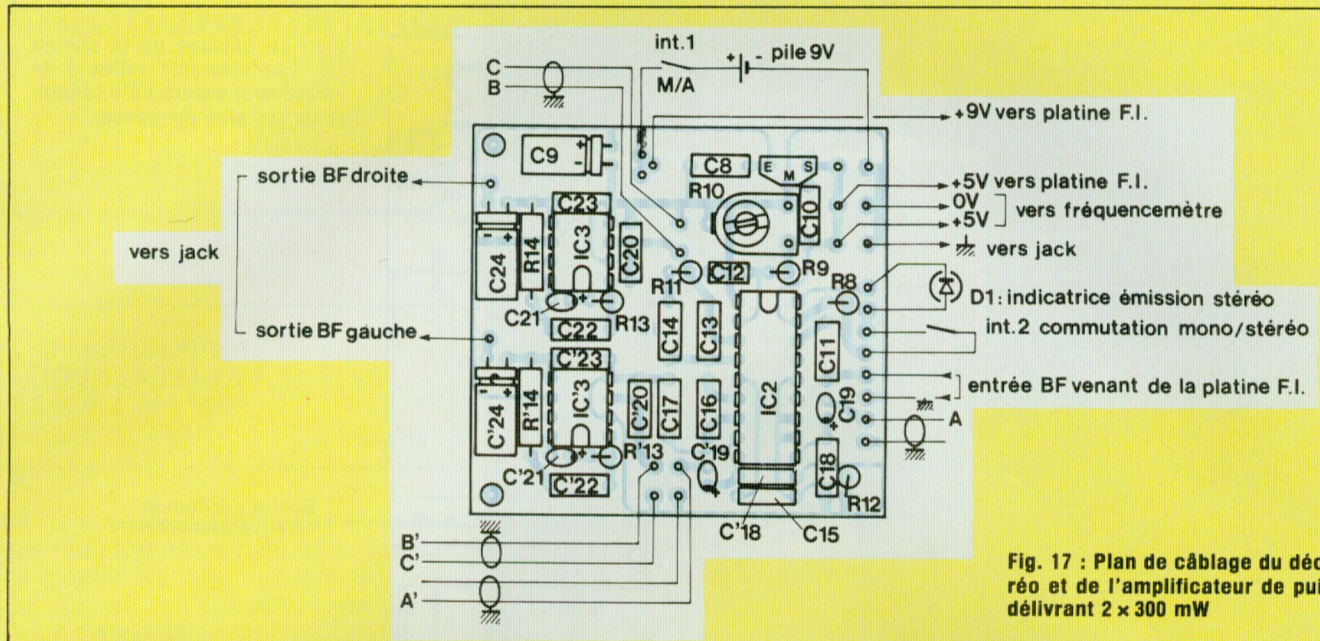 int.1
+ - pile 9V
M/A
C
B
+9V vers platine F.I.
sortie BF droite
+5V vers platine F.I.
0V
+5V
vers fréquencemètre
vers jack
vers jack
sortie BF gauche
D1: indicatrice émission stéréo
int.2 commutation mono/stéréo
entrée BF venant de la platine F.I.
A
C9
+
-
C8
E M S
R10
C10
C23
C24
- +
R14
IC3
C20
R11
C12
R9
R8
C21
+
R13
C22
C14
C13
C11
C'23
C'24
- +
R'14
IC'3
C'20
C17
C16
IC2
C19
+
C'21
+
R'13
C'19
+
C'22
C18
R12
C'18
C15
B'
C'
A'
Fig. 17 : Plan de câblage du déc
réo et de l'amplificateur de pui
délivrant 2 × 300 mW